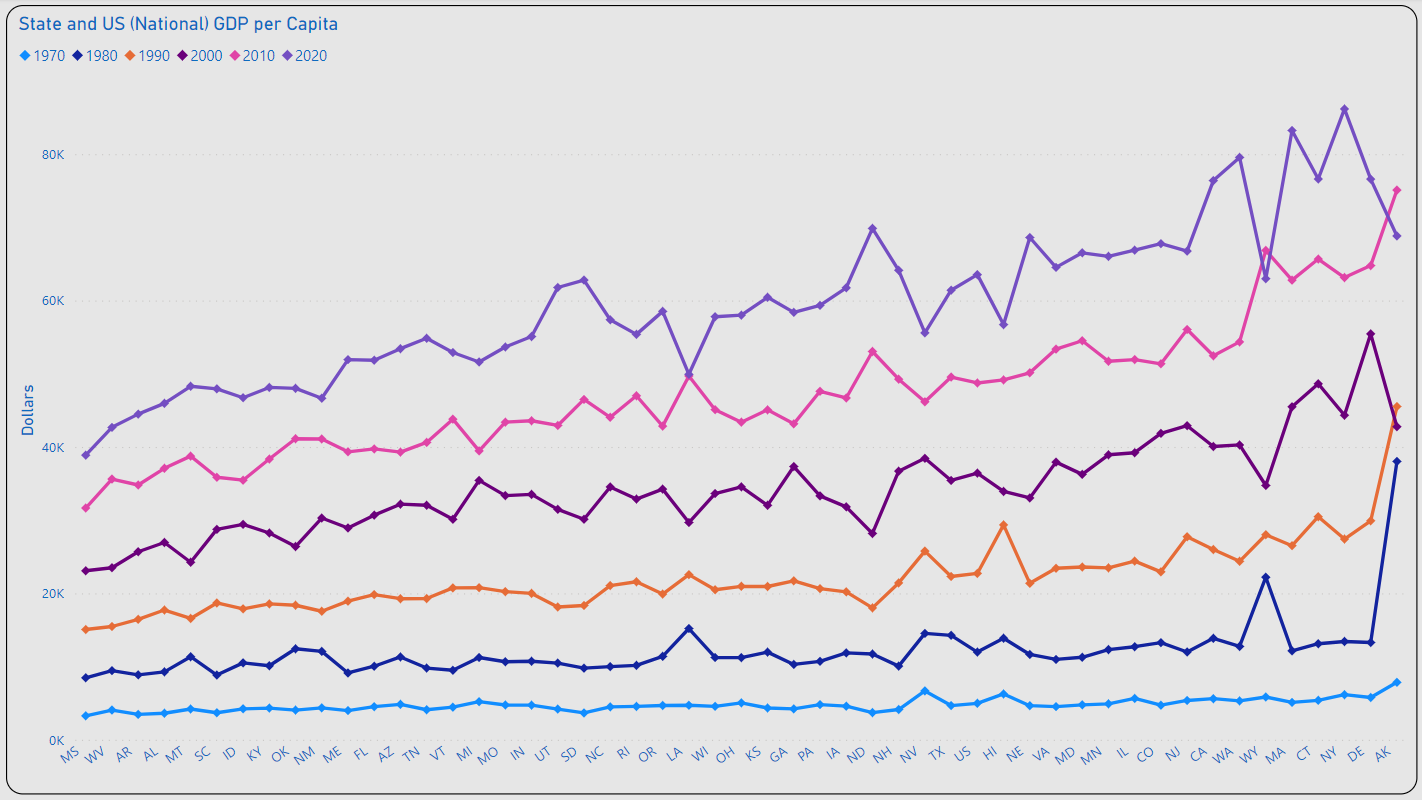 State and US (National) GDP per Capita
1970 1980 1990 2000 2010 2020
80K
60K
40K
20K
0K
Dollars
MS WV AR AL MT SC ID KY OK NM ME FL AZ TN VT MI MO IN UT SD NC RI OR LA WI OH KS GA PA IA ND NH NV TX US HI NE VA MD MN IL CO NJ CA WA WY MA CT NY DE AK